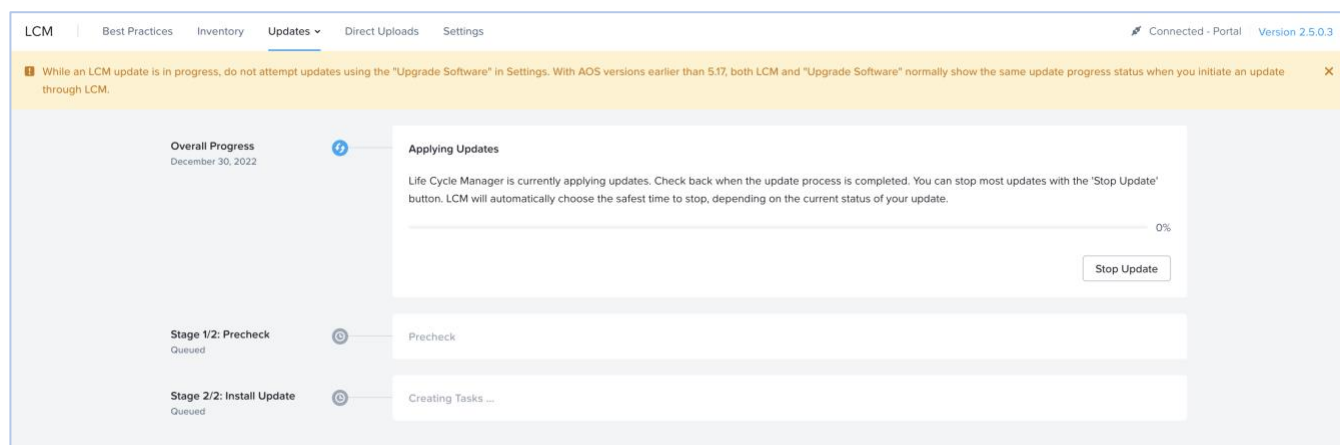 LCM
Best Practices
Inventory
Updates
Direct Uploads
Settings
Connected - Portal
Version 2.5.0.3
While an LCM update is in progress, do not attempt updates using the "Upgrade Software" in Settings. With AOS versions earlier than 5.17, both LCM and "Upgrade Software" normally show the same update progress status when you initiate an update
through LCM.
Overall Progress
December 30, 2022
Applying Updates
Life Cycle Manager is currently applying updates. Check back when the update process is completed. You can stop most updates with the 'Stop Update'
button. LCM will automatically choose the safest time to stop, depending on the current status of your update.
0%
Stop Update
Stage 1/2: Precheck
Queued
Precheck
Stage 2/2: Install Update
Queued
Creating Tasks ...